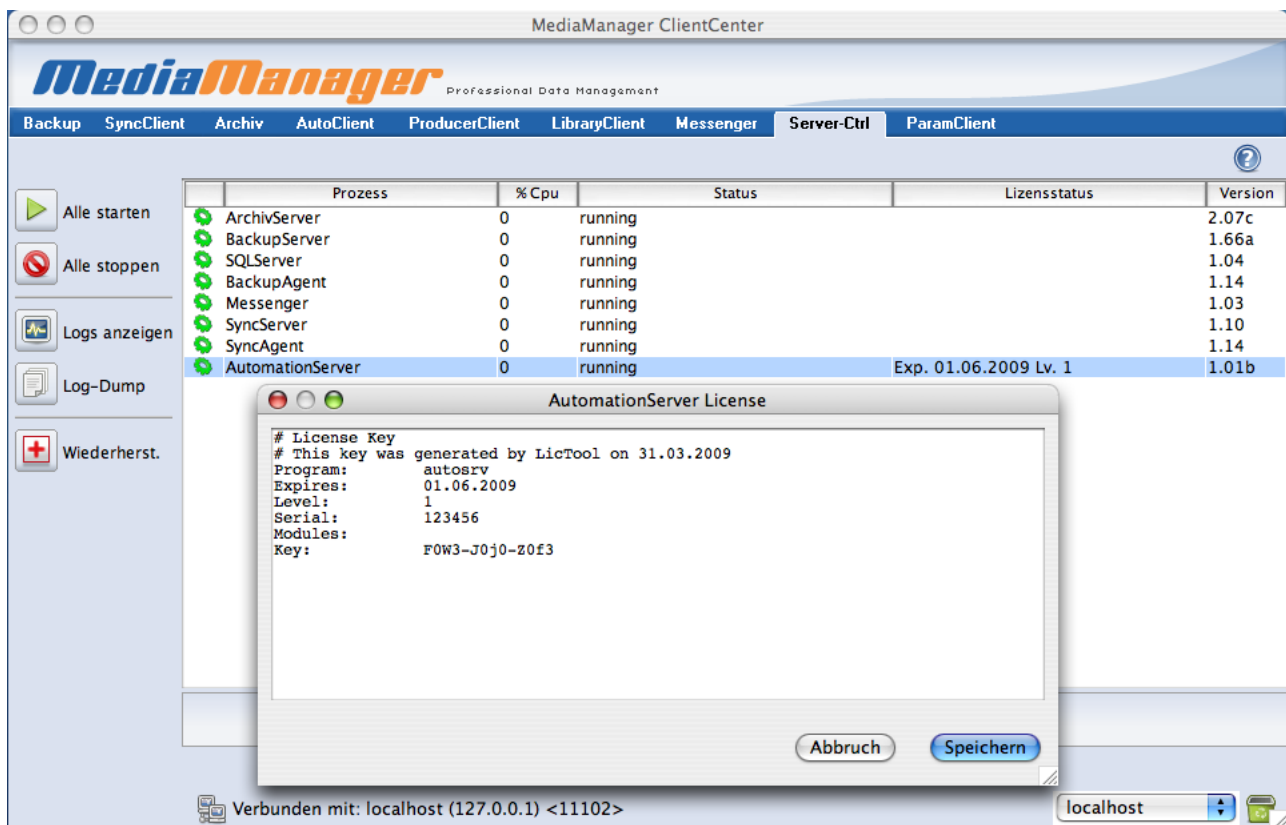 MediaManager ClientCenter
MediaManager Professional Data Management
Backup SyncClient Archiv AutoClient ProducerClient LibraryClient Messenger Server-Ctrl ParamClient
?
Prozess % Cpu Status Lizensstatus Version
Alle starten
Alle stoppen
Logs anzeigen
Log-Dump
Wiederherst.
ArchivServer 0 running 2.07c
BackupServer 0 running 1.66a
SQLServer 0 running 1.04
BackupAgent 0 running 1.14
Messenger 0 running 1.03
SyncServer 0 running 1.10
SyncAgent 0 running 1.14
AutomationServer 0 running Exp. 01.06.2009 Lv. 1 1.01b
AutomationServer License
# License Key
# This key was generated by LicTool on 31.03.2009
Program: autosrv
Expires: 01.06.2009
Level: 1
Serial: 123456
Modules:
Key: F0W3-J0j0-Z0f3
Abbruch Speichern
Verbunden mit: localhost (127.0.0.1) <11102> localhost